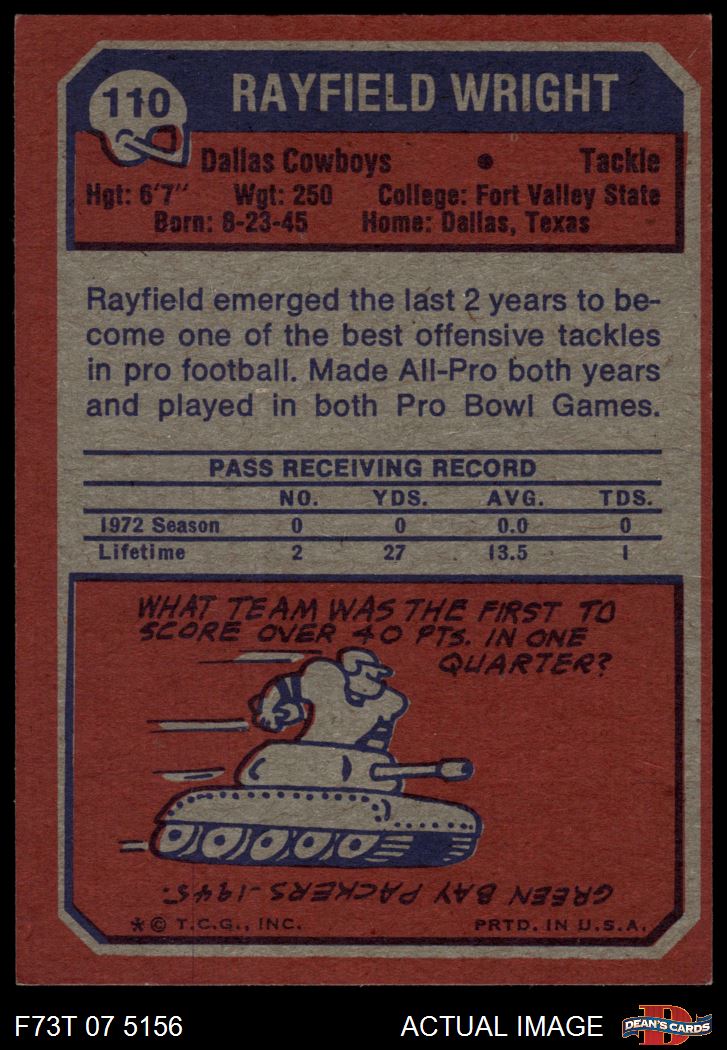 110
RAYFIELD WRIGHT
Dallas Cowboys • Tackle
Hgt: 6'7" Wgt: 250 College: Fort Valley State
Born: 8-23-45 Home: Dallas, Texas
Rayfield emerged the last 2 years to be-
come one of the best offensive tackles
in pro football. Made All-Pro both years
and played in both Pro Bowl Games.
PASS RECEIVING RECORD
NO. YDS. AVG. TDS.
1972 Season 0 0 0.0 0
Lifetime 2 27 13.5 1
WHAT TEAM WAS THE FIRST TO
SCORE OVER 40 PTS. IN ONE
QUARTER?
GREEN BAY PACKERS-1945.
* © T.C.G., INC. PRTD. IN U.S.A.
F73T 07 5156 ACTUAL IMAGE
D
DEAN'S CARDS